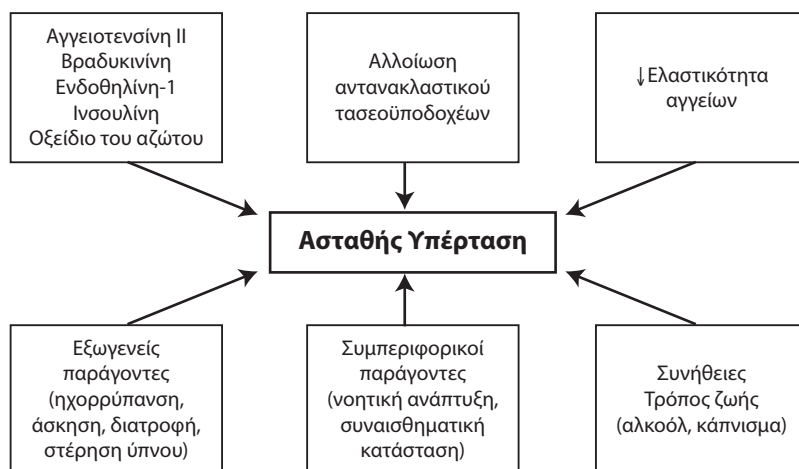 Αγγειοτενσίνη II
Βραδυκινίνη
Ενδοθηλίνη-1
Ινσουλίνη
Οξείδιο του αζώτου
Αλλοίωση
αντανακλαστικού
τασεοϋποδοχέων
↓Ελαστικότητα
αγγείων
Ασταθής Υπέρταση
Εξωγενείς
παράγοντες
(ηχορρύπανση,
άσκηση, διατροφή,
στέρηση ύπνου)
Συμπεριφορικοί
παράγοντες
(νοητική ανάπτυξη,
συναισθηματική
κατάσταση)
Συνήθειες
Τρόπος ζωής
(αλκοόλ, κάπνισμα)